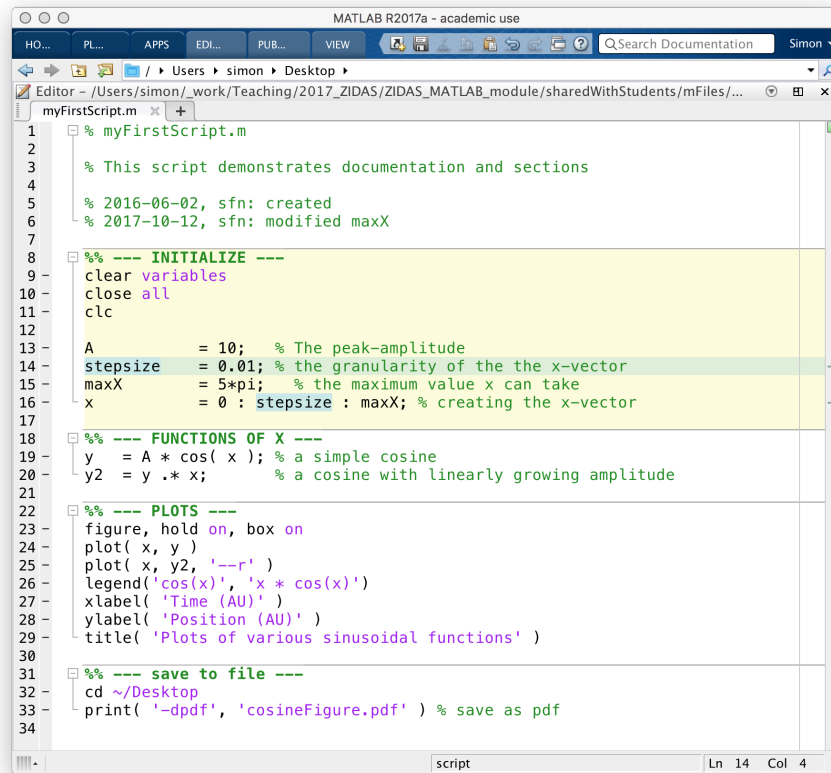 MATLAB R2017a - academic use
HO... PL... APPS EDI... PUB... VIEW Search Documentation Simon
/ ▸ Users ▸ simon ▸ Desktop ▸
Editor – /Users/simon/_work/Teaching/2017_ZIDAS/ZIDAS_MATLAB_module/sharedWithStudents/mFiles/...
myFirstScript.m × +
1 % myFirstScript.m
2
3 % This script demonstrates documentation and sections
4
5 % 2016-06-02, sfn: created
6 % 2017-10-12, sfn: modified maxX
7
8 %% --- INITIALIZE ---
9 – clear variables
10 – close all
11 – clc
12
13 – A = 10; % The peak-amplitude
14 – stepsize = 0.01; % the granularity of the the x-vector
15 – maxX = 5*pi; % the maximum value x can take
16 – x = 0 : stepsize : maxX; % creating the x-vector
17
18 %% --- FUNCTIONS OF X ---
19 – y = A * cos( x ); % a simple cosine
20 – y2 = y .* x; % a cosine with linearly growing amplitude
21
22 %% --- PLOTS ---
23 – figure, hold on, box on
24 – plot( x, y )
25 – plot( x, y2, '--r' )
26 – legend('cos(x)', 'x * cos(x)')
27 – xlabel( 'Time (AU)' )
28 – ylabel( 'Position (AU)' )
29 – title( 'Plots of various sinusoidal functions' )
30
31 %% --- save to file ---
32 – cd ~/Desktop
33 – print( '-dpdf', 'cosineFigure.pdf' ) % save as pdf
34
script Ln 14 Col 4